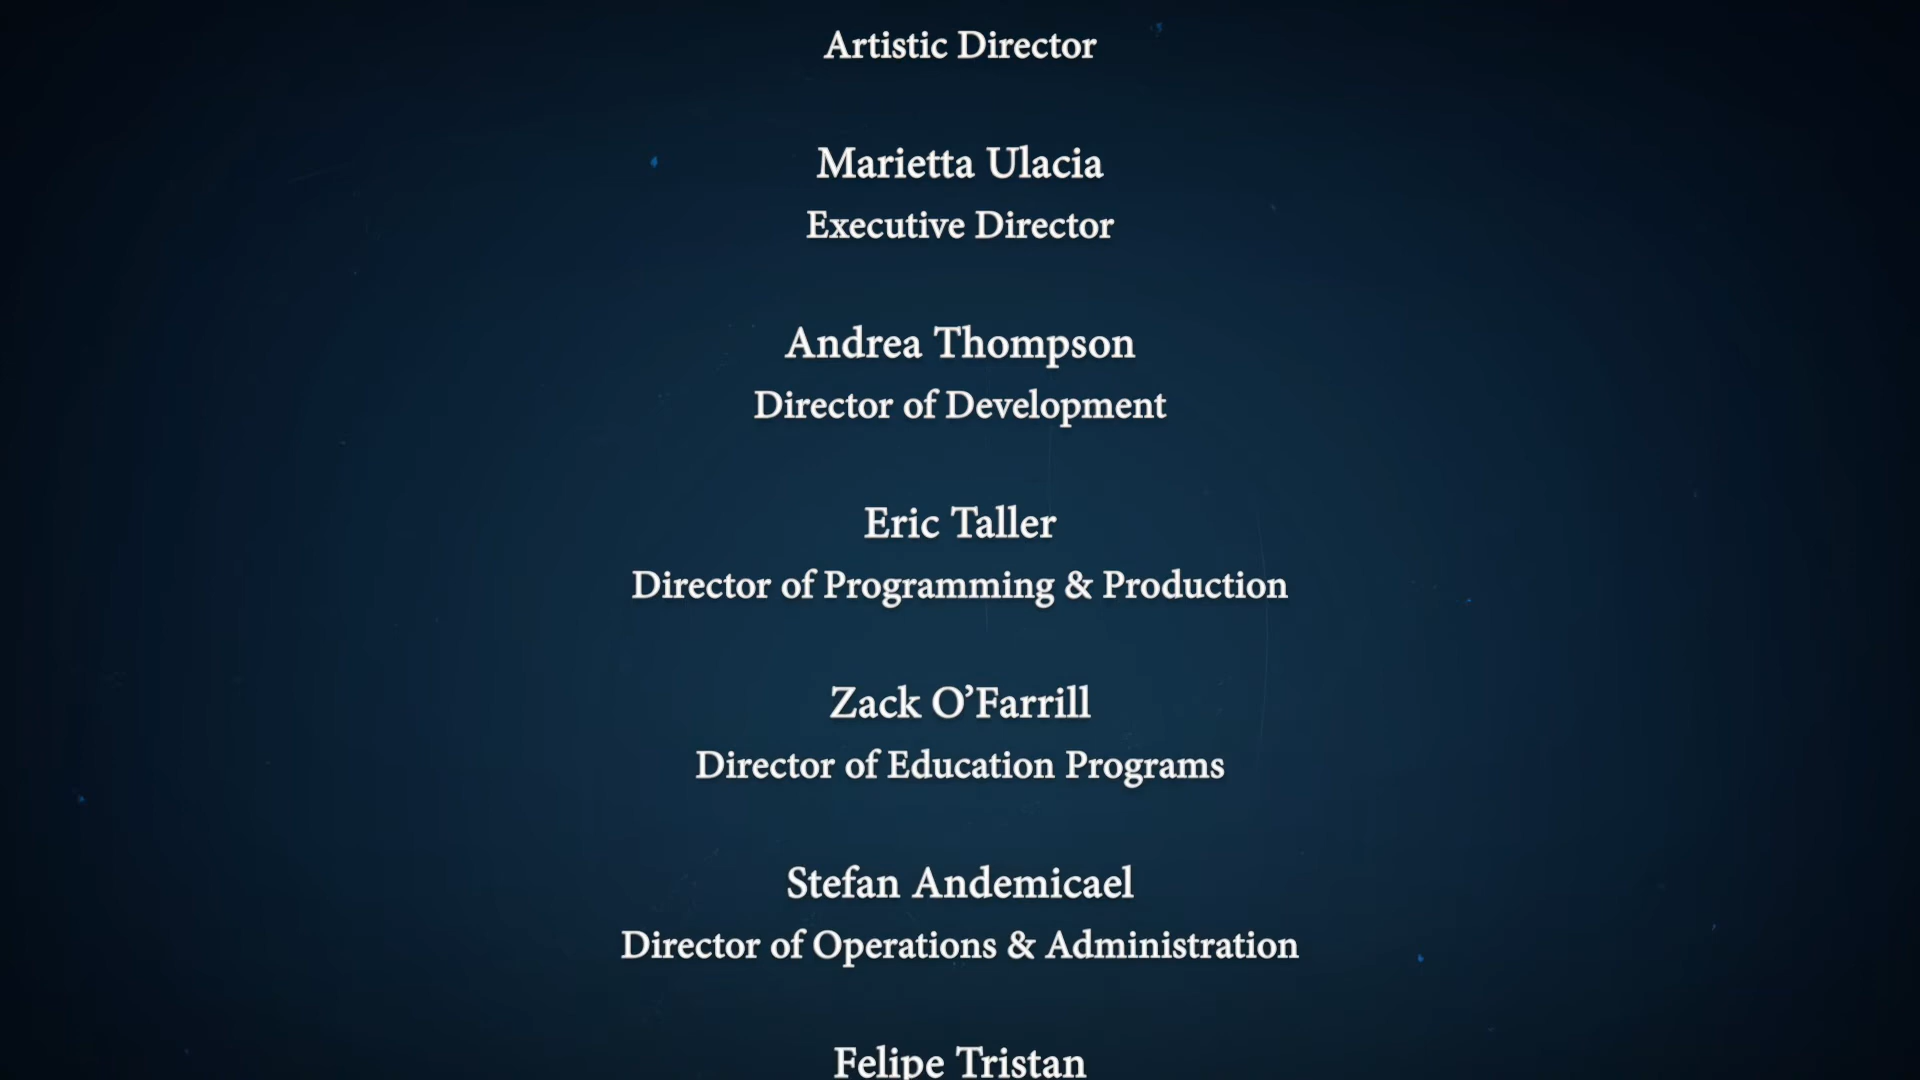 Artistic Director
Marietta Ulacia
Executive Director
Andrea Thompson
Director of Development
Eric Taller
Director of Programming & Production
Zack O’Farrill
Director of Education Programs
Stefan Andemicael
Director of Operations & Administration
Felipe Tristan